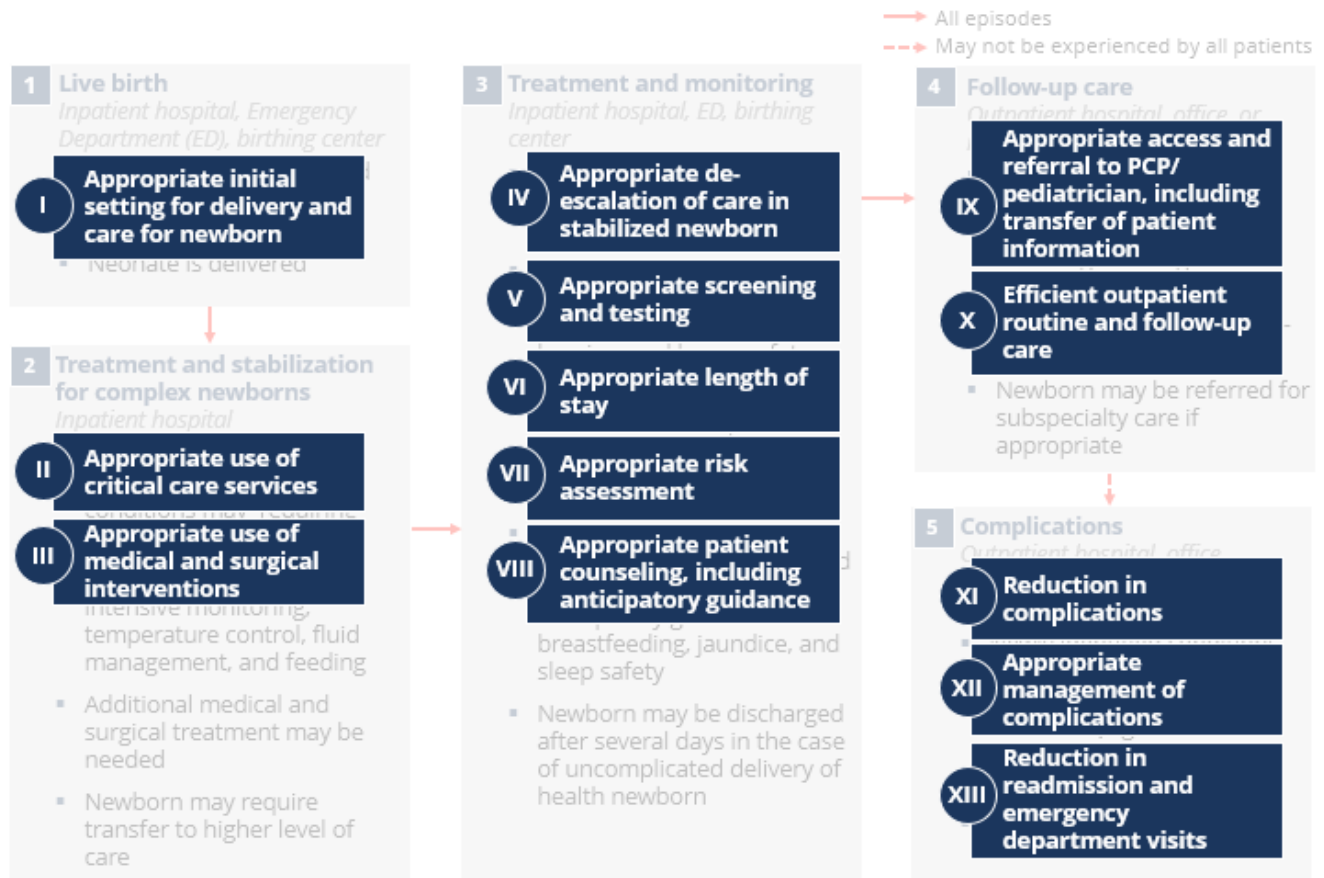 All episodes
May not be experienced by all patients
1
Live birth
Inpatient hospital, Emergency
Department (ED), birthing center
I
Appropriate initial
setting for delivery and
care for newborn
▪ Neonate is delivered
2
Treatment and stabilization
for complex newborns
Inpatient hospital
II
Appropriate use of
critical care services
conditions may requirine
III
Appropriate use of
medical and surgical
interventions
intensive monitoring,
temperature control, fluid
management, and feeding
▪ Additional medical and
surgical treatment may be
needed
▪ Newborn may require
transfer to higher level of
care
3
Treatment and monitoring
Inpatient hospital, ED, birthing
center
IV
Appropriate de-
escalation of care in
stabilized newborn
V
Appropriate screening
and testing
VI
Appropriate length of
stay
VII
Appropriate risk
assessment
VIII
Appropriate patient
counseling, including
anticipatory guidance
breastfeeding, jaundice, and
sleep safety
▪ Newborn may be discharged
after several days in the case
of uncomplicated delivery of
health newborn
4
Follow-up care
Outpatient hospital, office, or
IX
Appropriate access and
referral to PCP/
pediatrician, including
transfer of patient
information
X
Efficient outpatient
routine and follow-up
care
▪ Newborn may be referred for
subspecialty care if
appropriate
5
Complications
Outpatient hospital, office
XI
Reduction in
complications
XII
Appropriate
management of
complications
XIII
Reduction in
readmission and
emergency
department visits